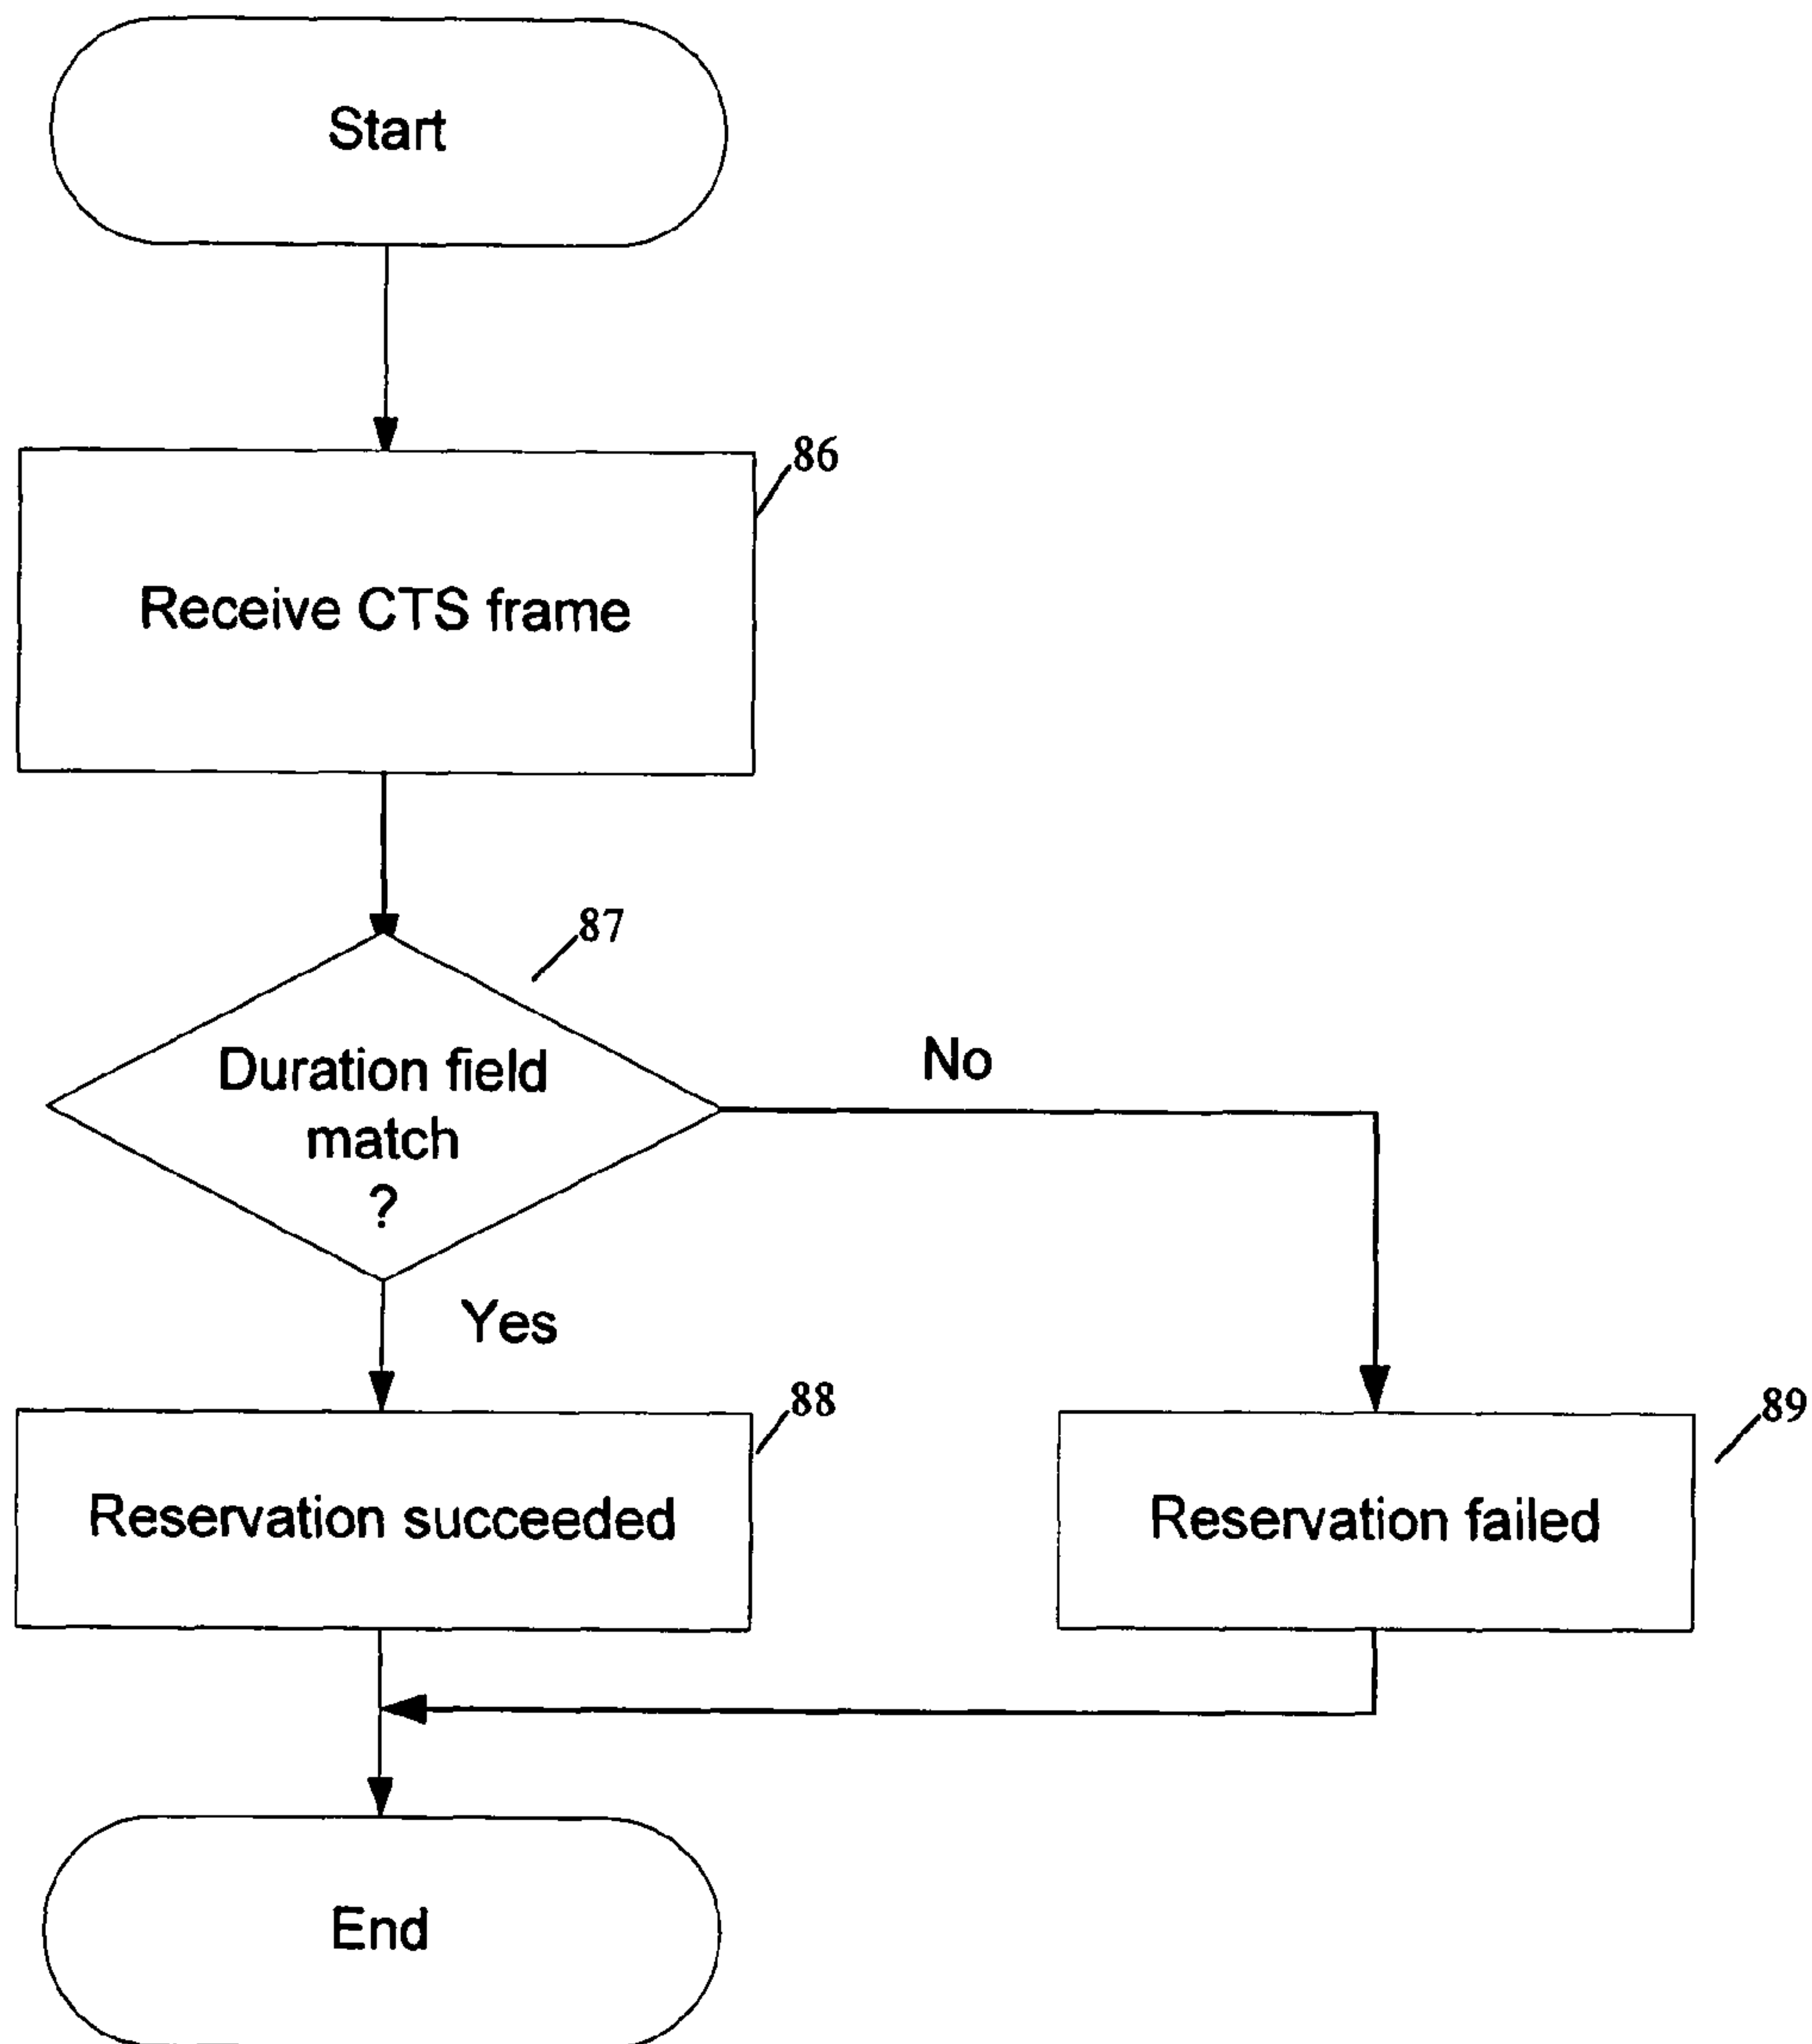 Start
86
Receive CTS frame
87
Duration field
match
?
No
Yes
88
Reservation succeeded
89
Reservation failed
End